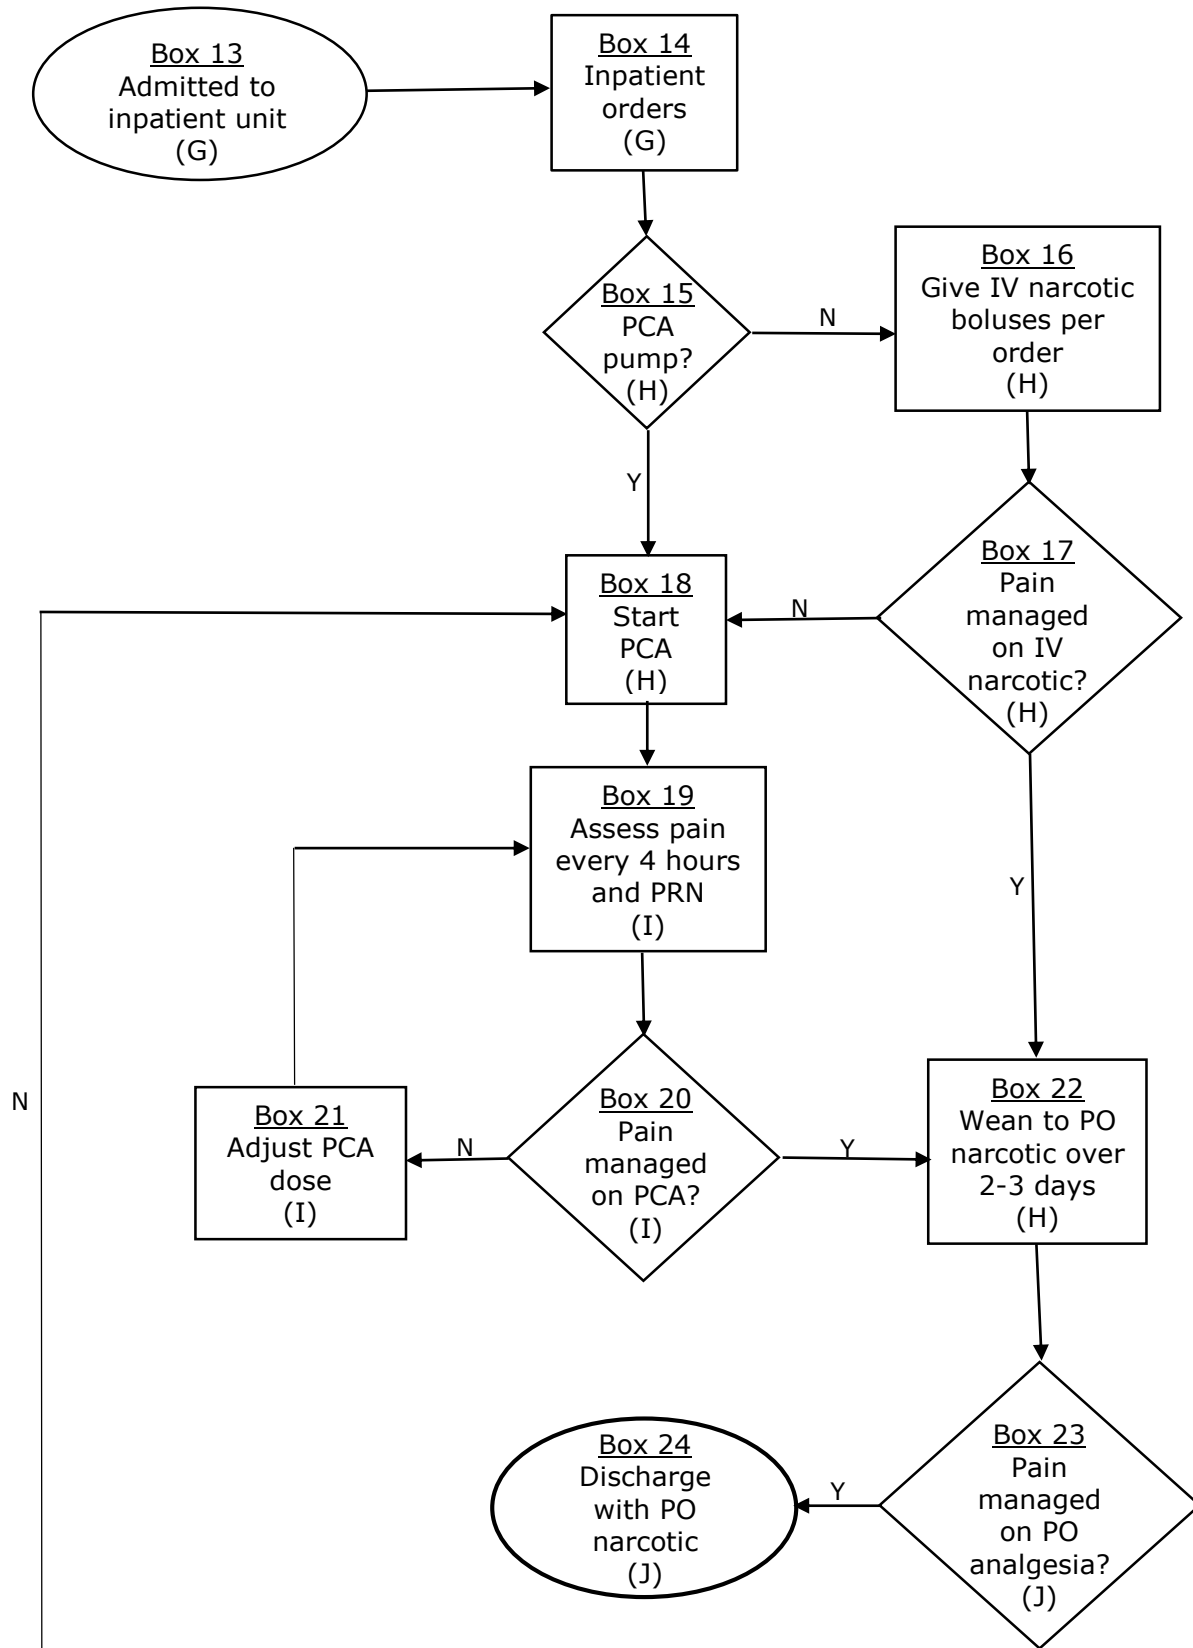 Box 13
Admitted to
inpatient unit
(G)
Box 14
Inpatient
orders
(G)
Box 15
PCA
pump?
(H)
N
Box 16
Give IV narcotic
boluses per
order
(H)
Y
Box 17
Pain
managed
on IV
narcotic?
(H)
N
Box 18
Start
PCA
(H)
Y
Box 19
Assess pain
every 4 hours
and PRN
(I)
Box 20
Pain
managed
on PCA?
(I)
N
Box 21
Adjust PCA
dose
(I)
Y
Box 22
Wean to PO
narcotic over
2-3 days
(H)
N
Box 23
Pain
managed
on PO
analgesia?
(J)
Y
Box 24
Discharge
with PO
narcotic
(J)